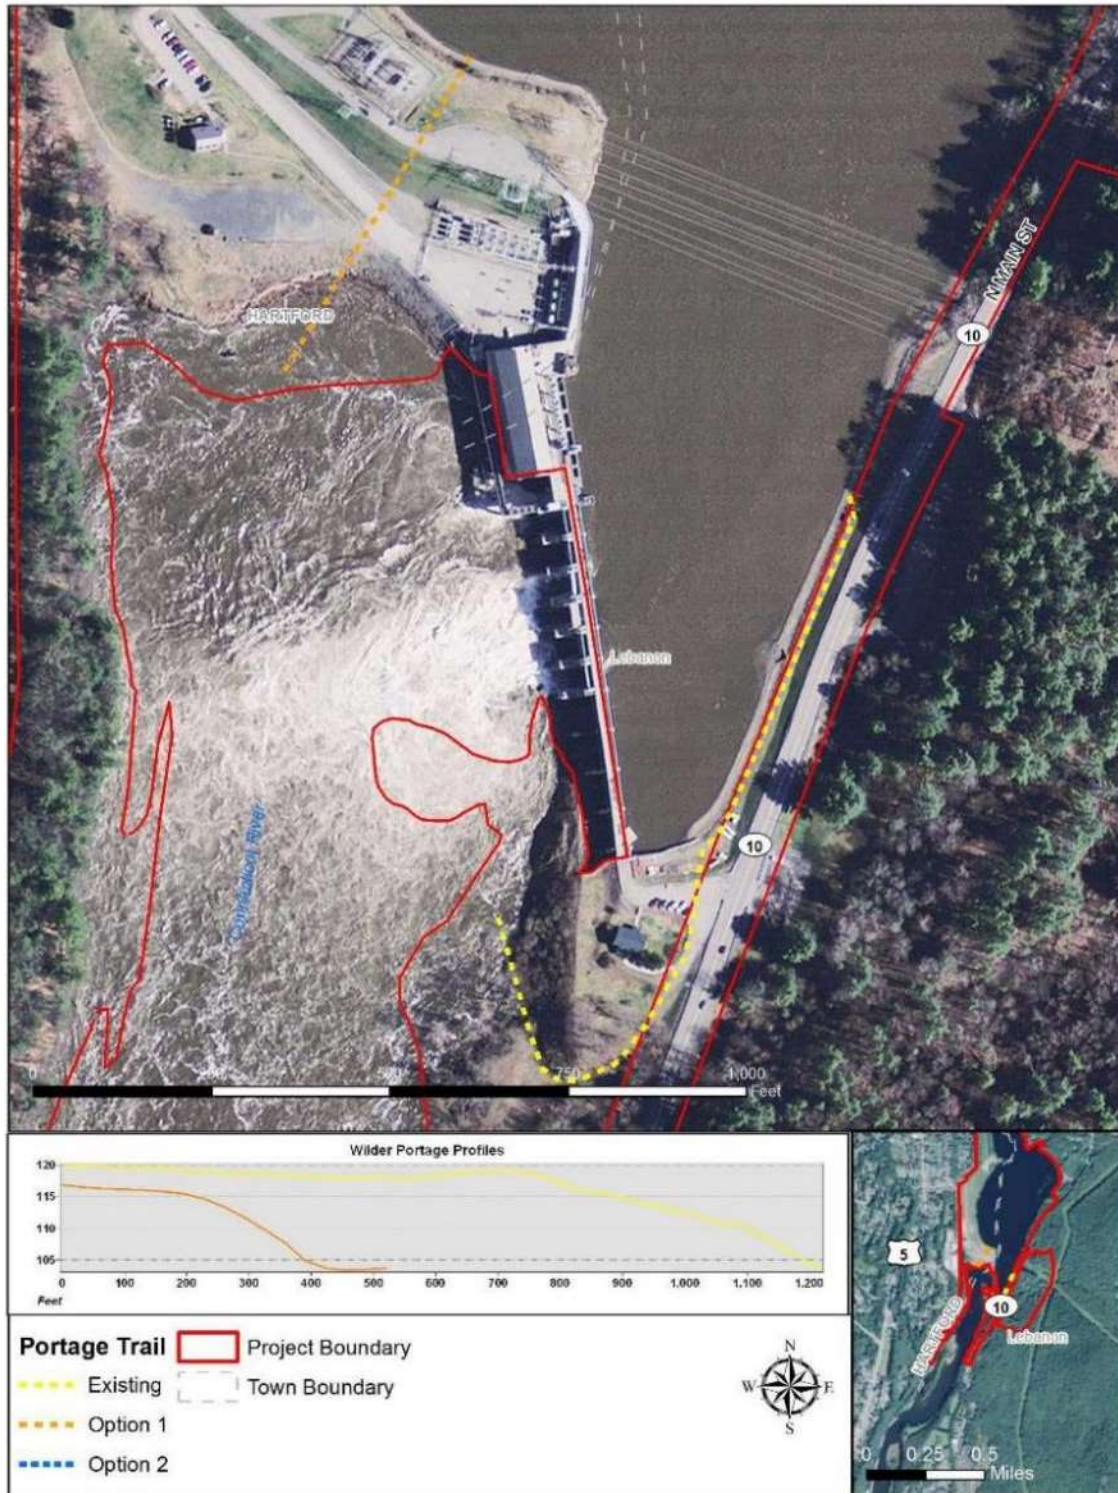 N MAIN ST
10
HARTFORD
Lebanon
10
Connecticut River
0 250 500 750 1,000
Feet
Wilder Portage Profiles
120
115
110
105
0 100 200 300 400 500 600 700 800 900 1,000 1,100 1,200
Feet
5
10
HARTFORD
Lebanon
0 0.25 0.5
Miles
Portage Trail
Project Boundary
Existing
Town Boundary
Option 1
Option 2
N
W E
S